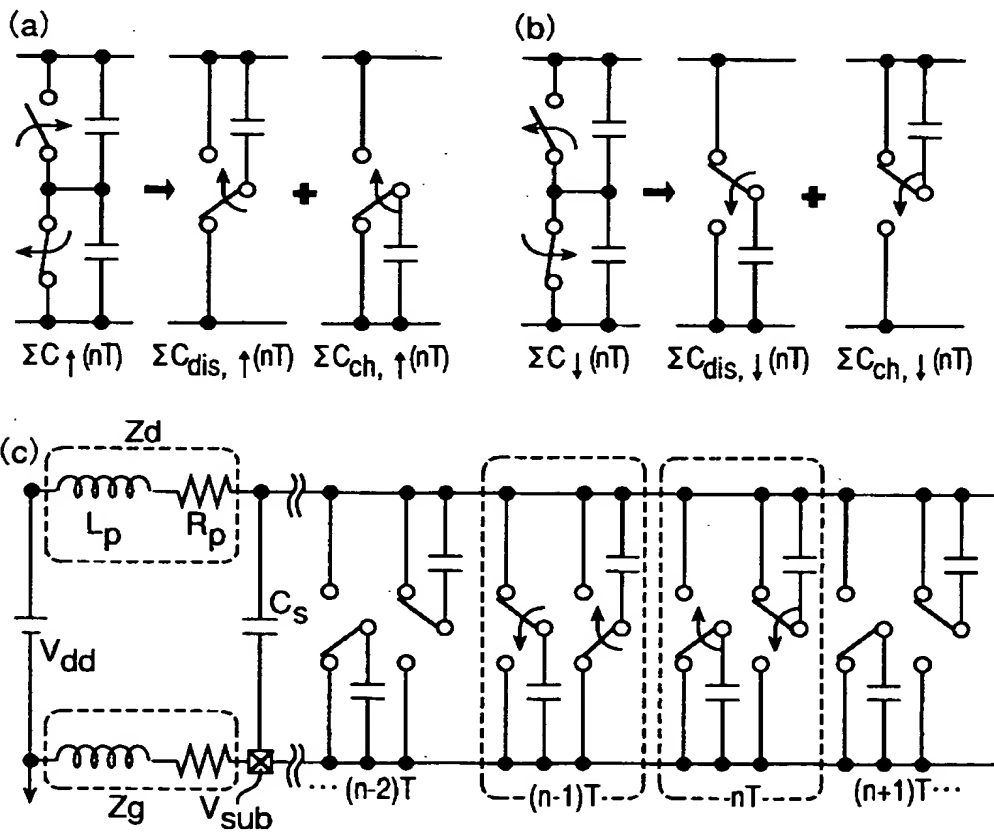 (a)
(b)
ΣC↑(nT) ΣCdis,↑(nT) ΣCch,↑(nT)
ΣC↓(nT) ΣCdis,↓(nT) ΣCch,↓(nT)
(c)
Zd
Lp Rp
Cs
Vdd
Zg
Vsub
··· (n-2)T (n-1)T nT (n+1)T ···